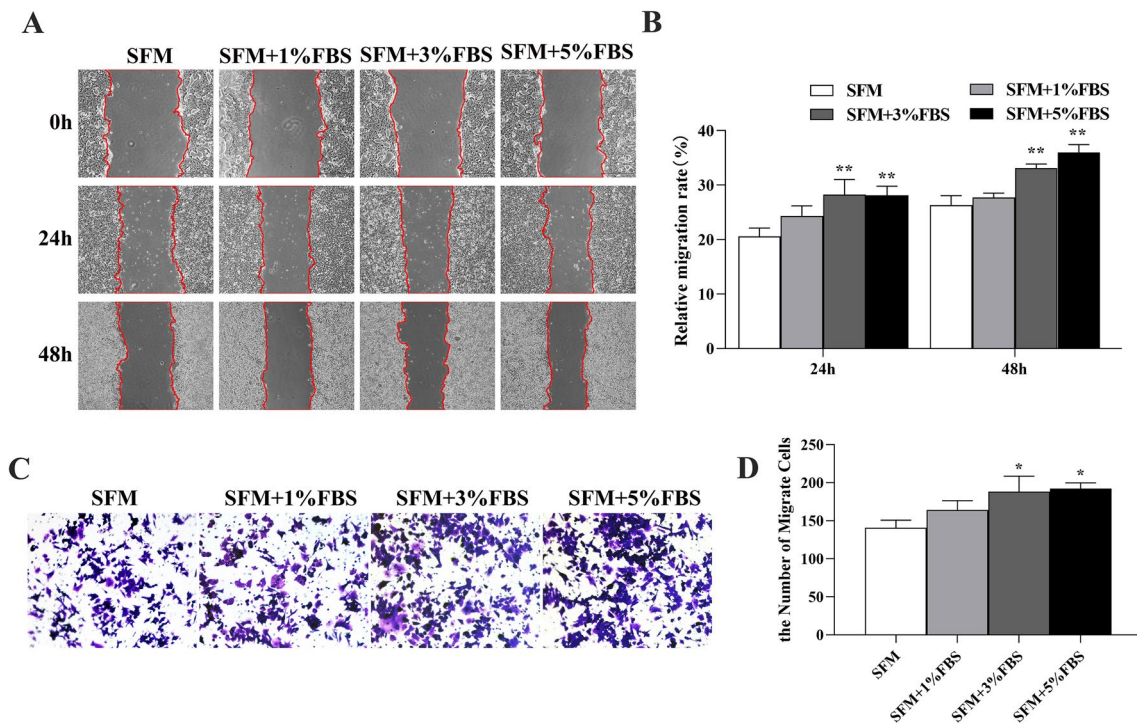 A
SFM SFM+1%FBS SFM+3%FBS SFM+5%FBS
0h
24h
48h
B
SFM SFM+1%FBS
SFM+3%FBS SFM+5%FBS
Relative migration rate(%)
40
30
20
10
0
** ** ** **
24h 48h
C
SFM SFM+1%FBS SFM+3%FBS SFM+5%FBS
D
the Number of Migrate Cells
250
200
150
100
50
0
* *
SFM
SFM+1%FBS
SFM+3%FBS
SFM+5%FBS